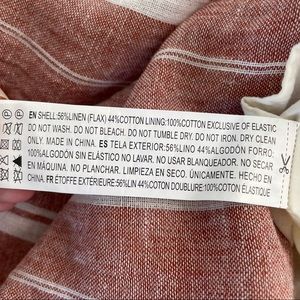 EN SHELL:56%LINEN (FLAX) 44%COTTON LINING:100%COTTON EXCLUSIVE OF ELASTIC
DO NOT WASH. DO NOT BLEACH. DO NOT TUMBLE DRY. DO NOT IRON. DRY CLEAN
ONLY. MADE IN CHINA. ES TELA EXTERIOR:56%LINO 44%ALGODÓN FORRO:
100%ALGODÓN SIN ELÁSTICO NO LAVAR. NO USAR BLANQUEADOR. NO SECAR
EN MÁQUINA. NO PLANCHAR. LIMPIEZA EN SECO. ÚNICAMENTE. HECHO EN
CHINA. FR ÉTOFFE EXTÉRIEURE:56%LIN 44%COTON DOUBLURE:100%COTON ÉLASTIQUE